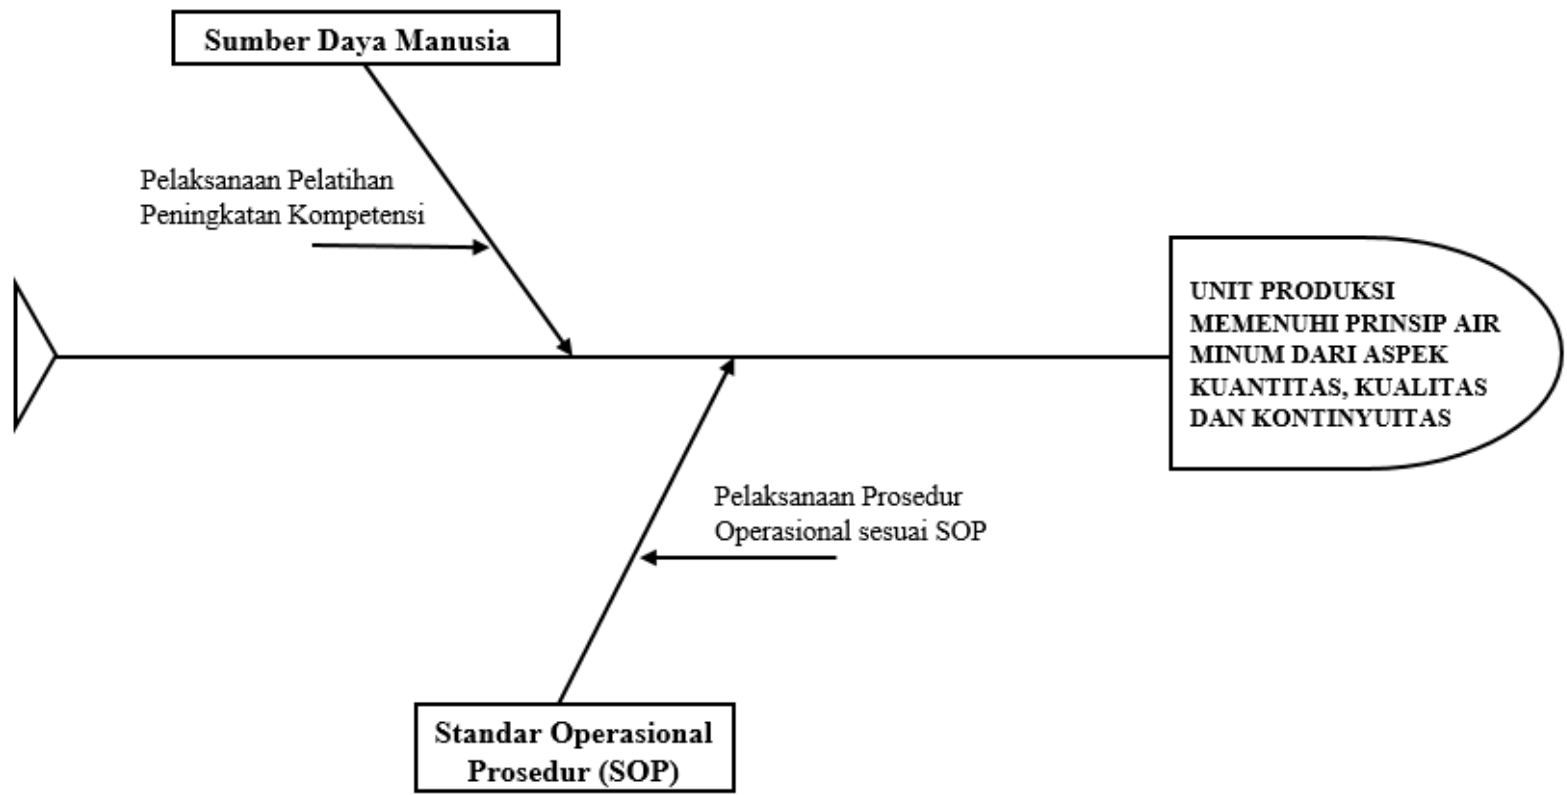 Sumber Daya Manusia
Pelaksanaan Pelatihan
Peningkatan Kompetensi
UNIT PRODUKSI
MEMENUHI PRINSIP AIR
MINUM DARI ASPEK
KUANTITAS, KUALITAS
DAN KONTINYUITAS
Pelaksanaan Prosedur
Operasional sesuai SOP
Standar Operasional
Prosedur (SOP)